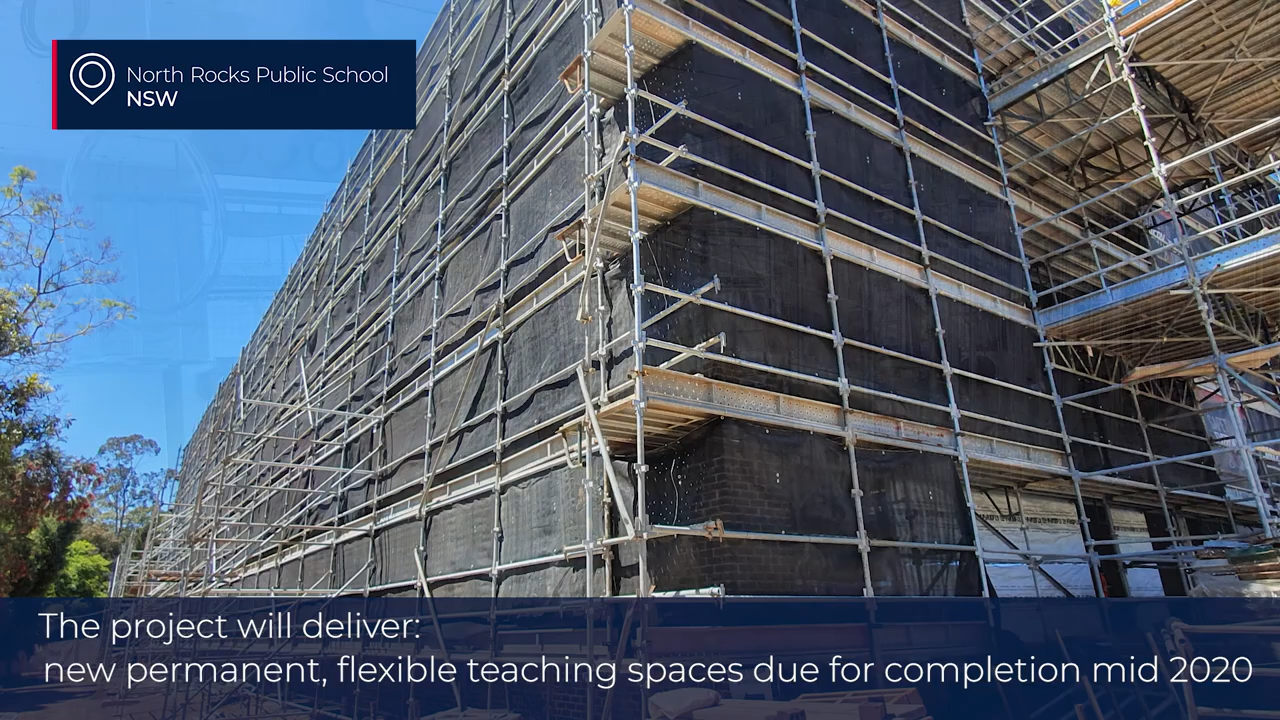 North Rocks Public School
NSW
The project will deliver:
new permanent, flexible teaching spaces due for completion mid 2020